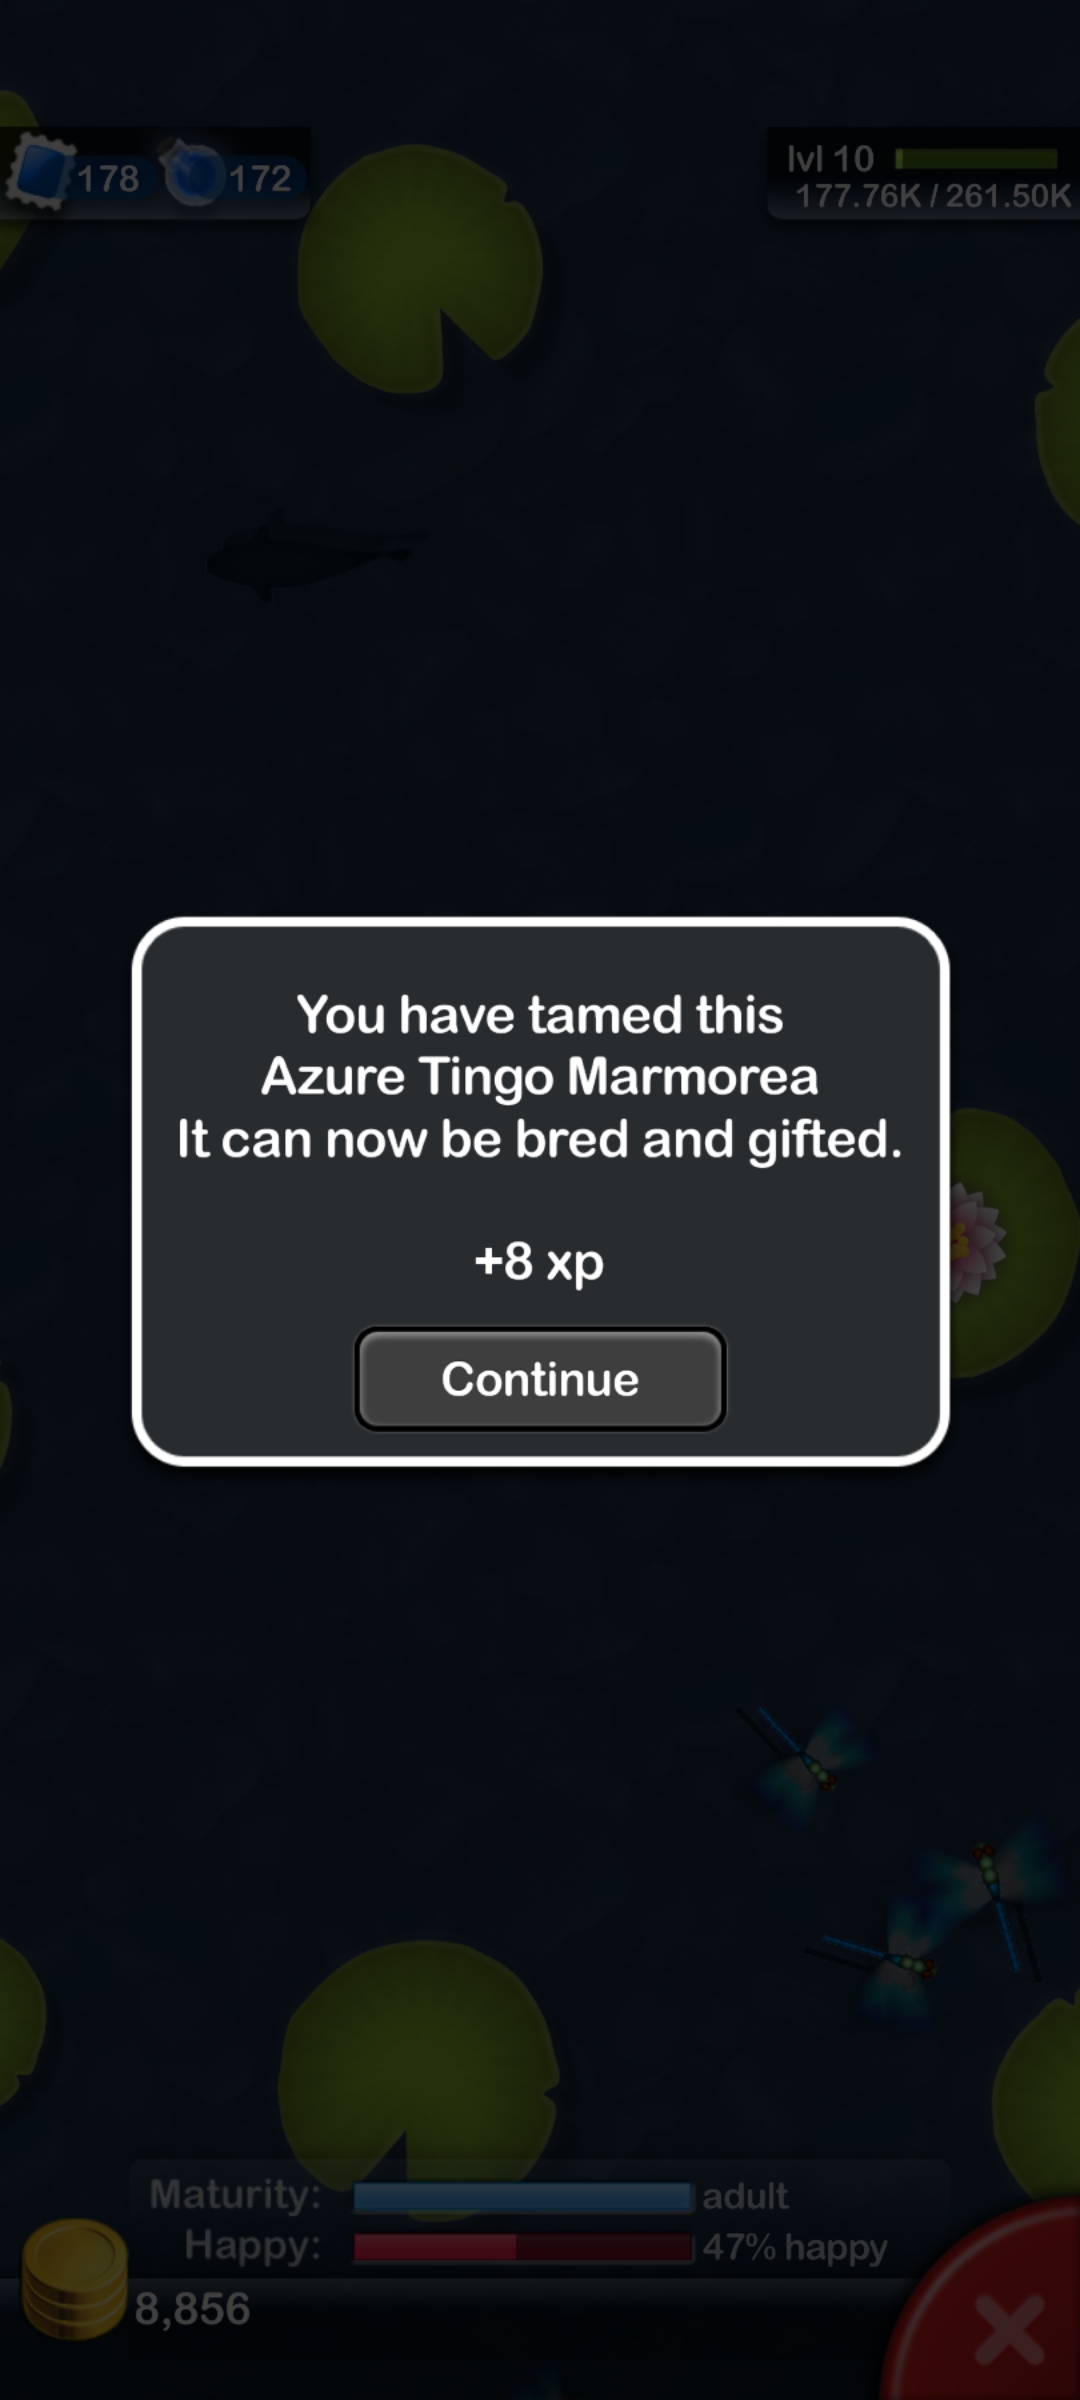 178 172
lvl 10
177.76K / 261.50K
You have tamed this
Azure Tingo Marmorea
It can now be bred and gifted.
+8 xp
Continue
Maturity: adult
Happy: 47% happy
8,856